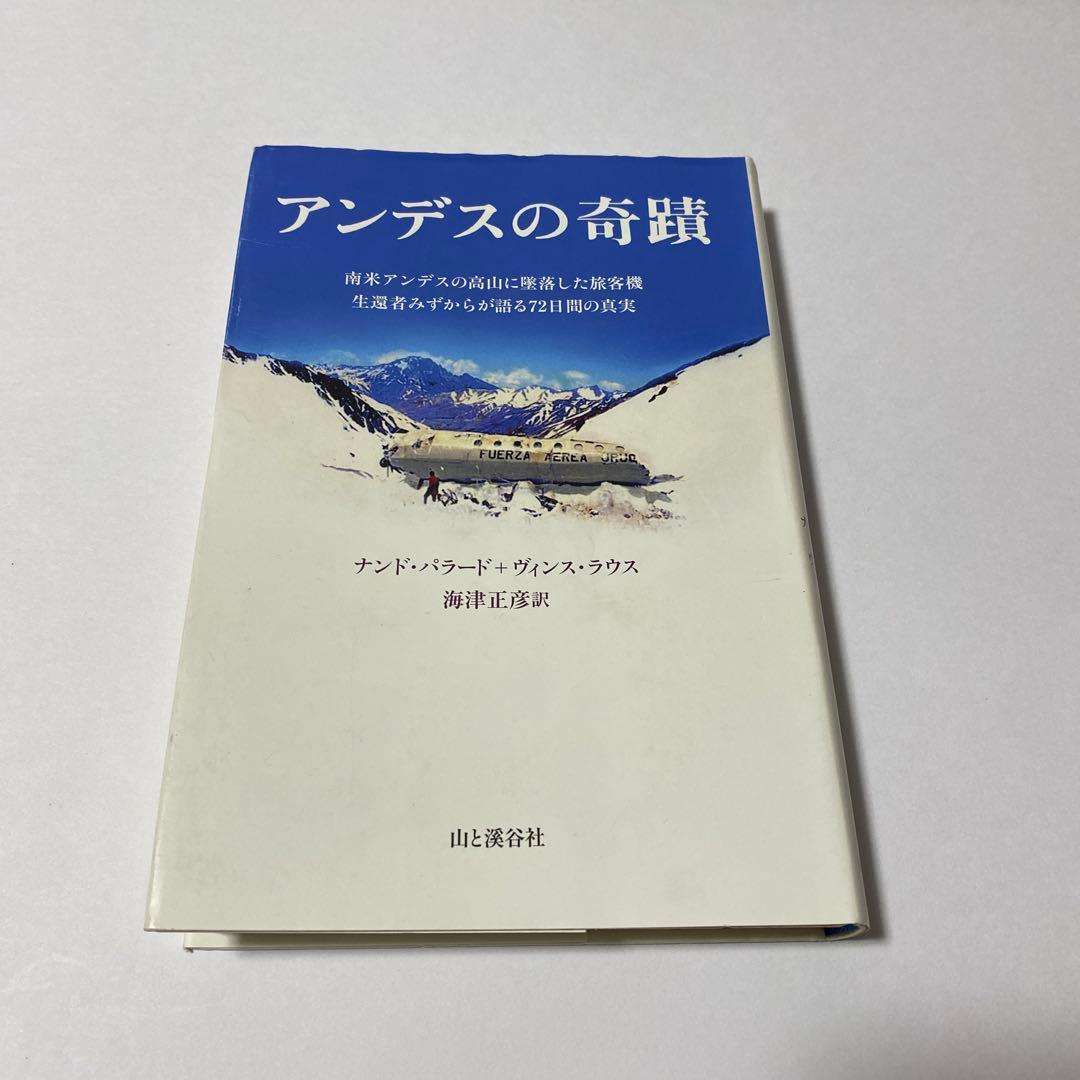 アンデスの奇蹟
南米アンデスの高山に墜落した旅客機
生還者みずからが語る72日間の真実
FUERZA AEREA URUG
ナンド・パラード+ヴィンス・ラウス
海津正彦訳
山と溪谷社